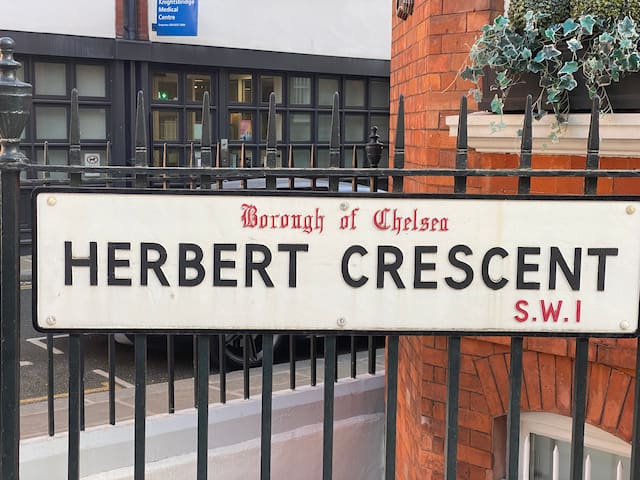 Knightsbridge
Medical
Centre
Borough of Chelsea
HERBERT CRESCENT
S.W.1